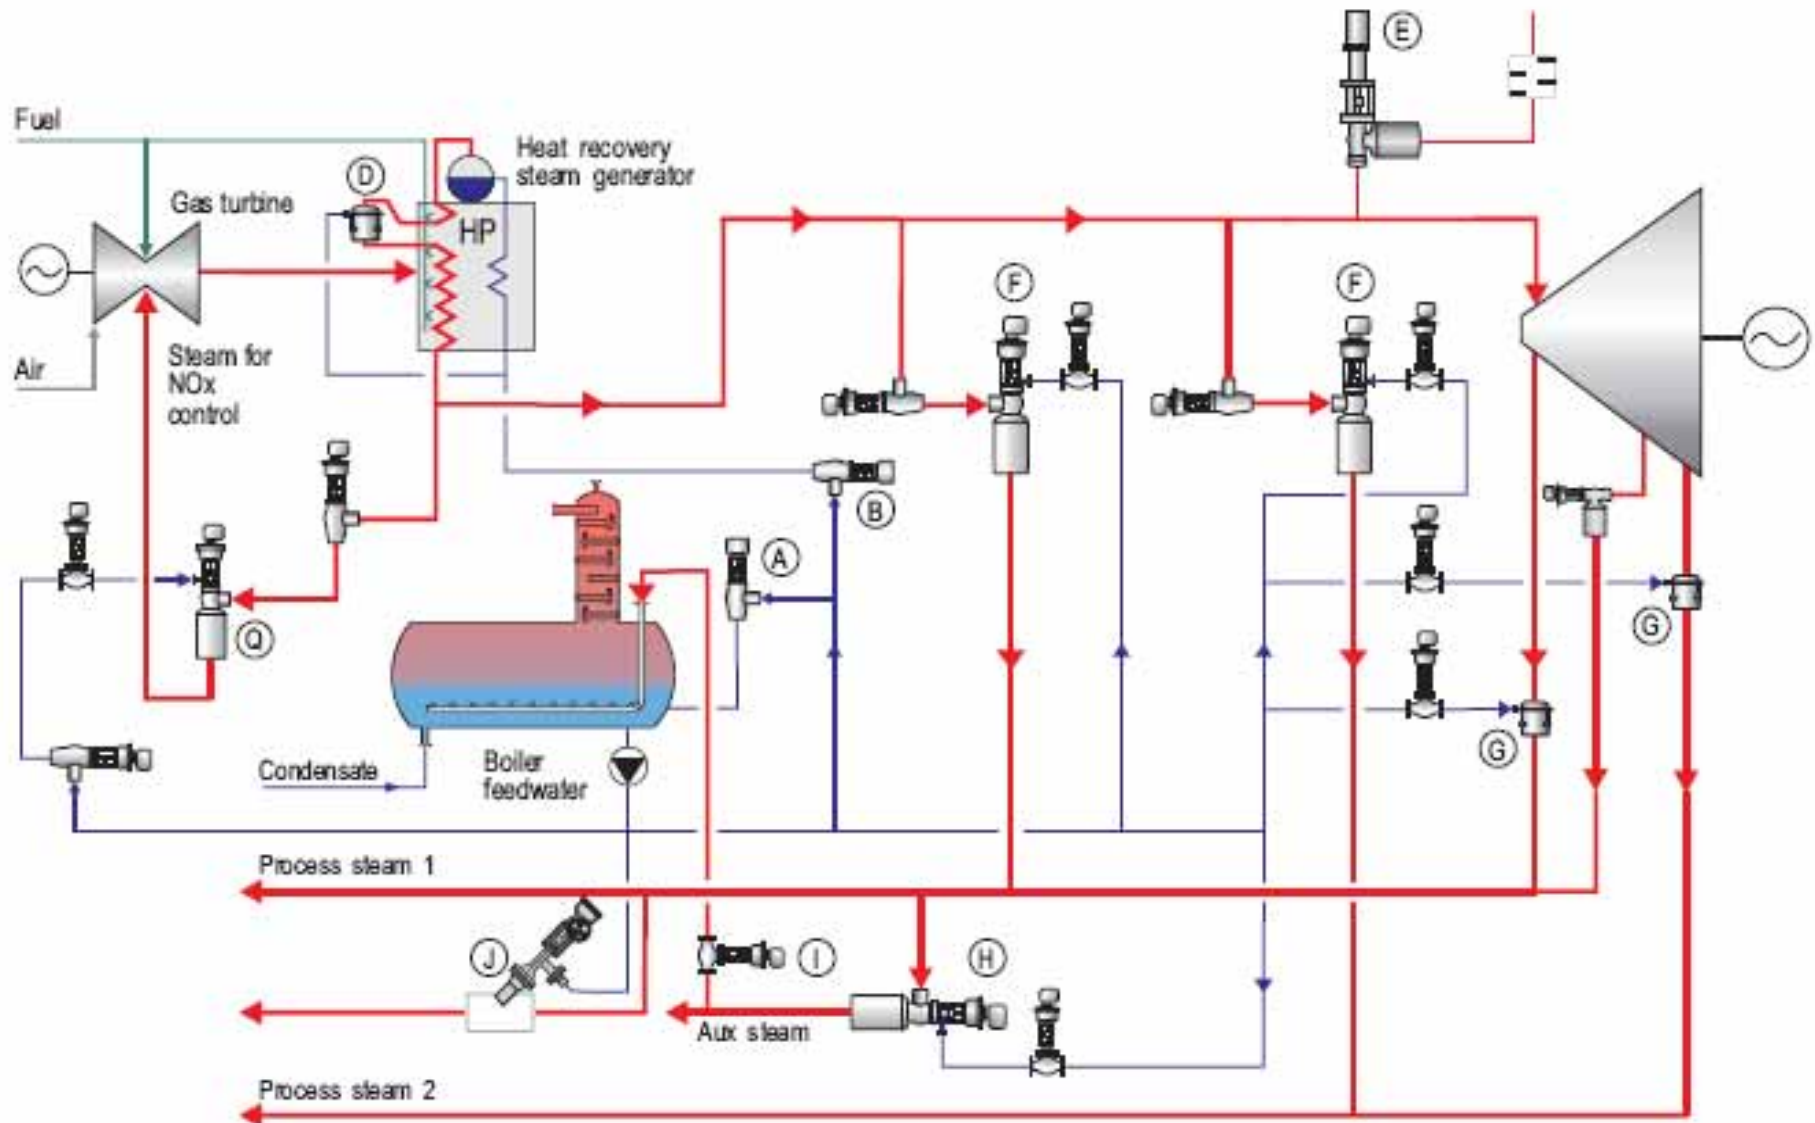 E
Fuel
Heat recovery
steam generator
D
Gas turbine
HP
F
F
Steam for
NOx
control
Air
B
A
Q
G
G
Condensate
Boiler
feedwater
Process steam 1
J
I
H
Aux steam
Process steam 2